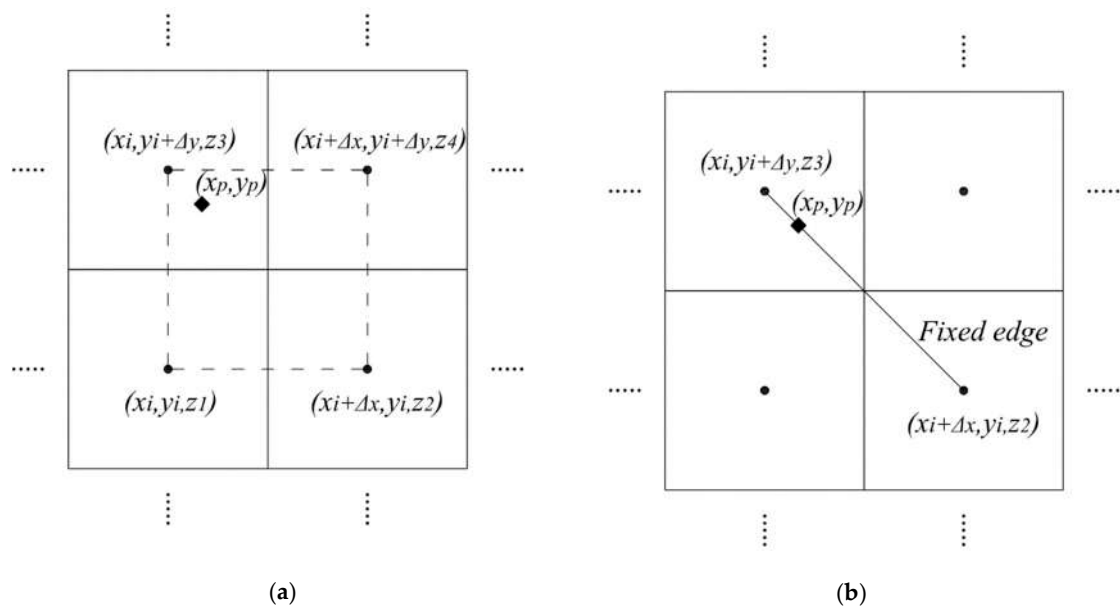 (xi,yi+Δy,z3)
(xi+Δx,yi+Δy,z4)
(xp,yp)
(xi,yi,z1)
(xi+Δx,yi,z2)
(a)
(xi,yi+Δy,z3)
(xp,yp)
Fixed edge
(xi+Δx,yi,z2)
(b)